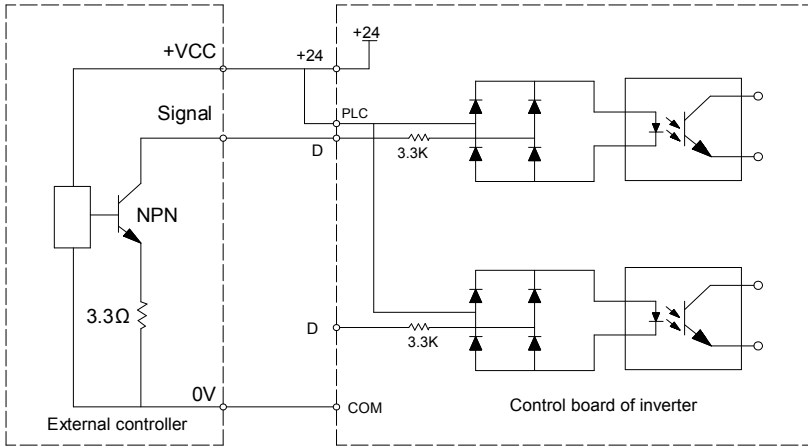 +24
+VCC
+24
Signal
PLC
D
3.3K
NPN
3.3Ω
D
3.3K
0V
COM
External controller
Control board of inverter